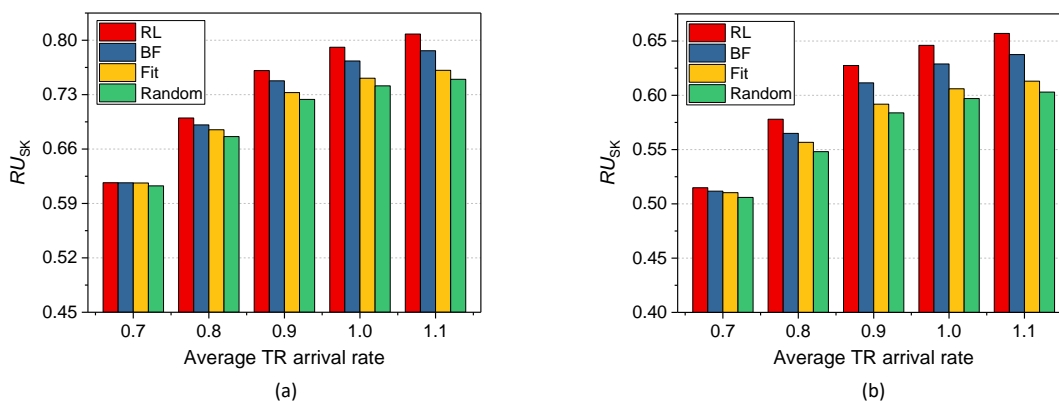 RL
BF
Fit
Random
0.80
0.73
0.66
0.59
0.52
0.45
RU_SK
0.7 0.8 0.9 1.0 1.1
Average TR arrival rate
(a)
RL
BF
Fit
Random
0.65
0.60
0.55
0.50
0.45
0.40
RU_SK
0.7 0.8 0.9 1.0 1.1
Average TR arrival rate
(b)